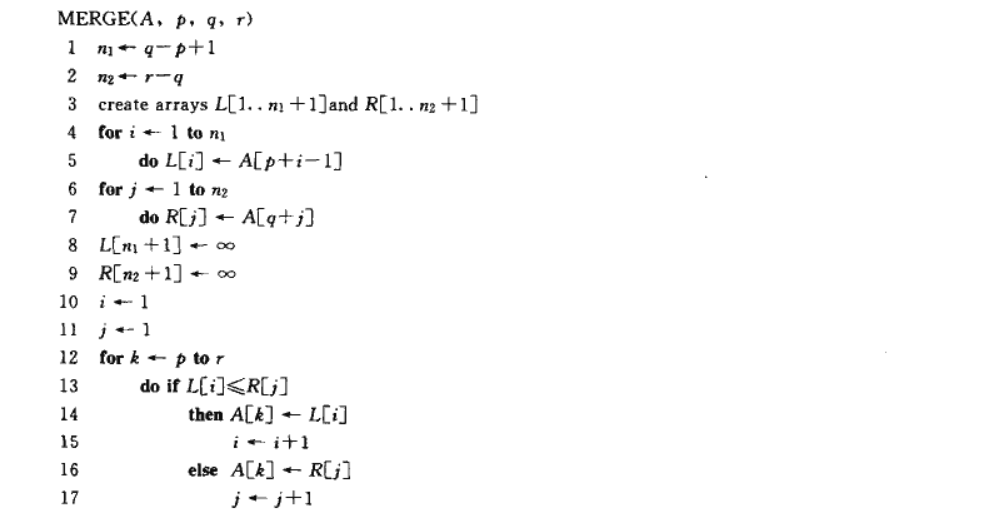 MERGE(A, p, q, r)
1 n₁ ← q−p+1
2 n₂ ← r−q
3 create arrays L[1..n₁+1]and R[1..n₂+1]
4 for i ← 1 to n₁
5 do L[i] ← A[p+i−1]
6 for j ← 1 to n₂
7 do R[j] ← A[q+j]
8 L[n₁+1] ← ∞
9 R[n₂+1] ← ∞
10 i ← 1
11 j ← 1
12 for k ← p to r
13 do if L[i]⩽R[j]
14 then A[k] ← L[i]
15 i ← i+1
16 else A[k] ← R[j]
17 j ← j+1